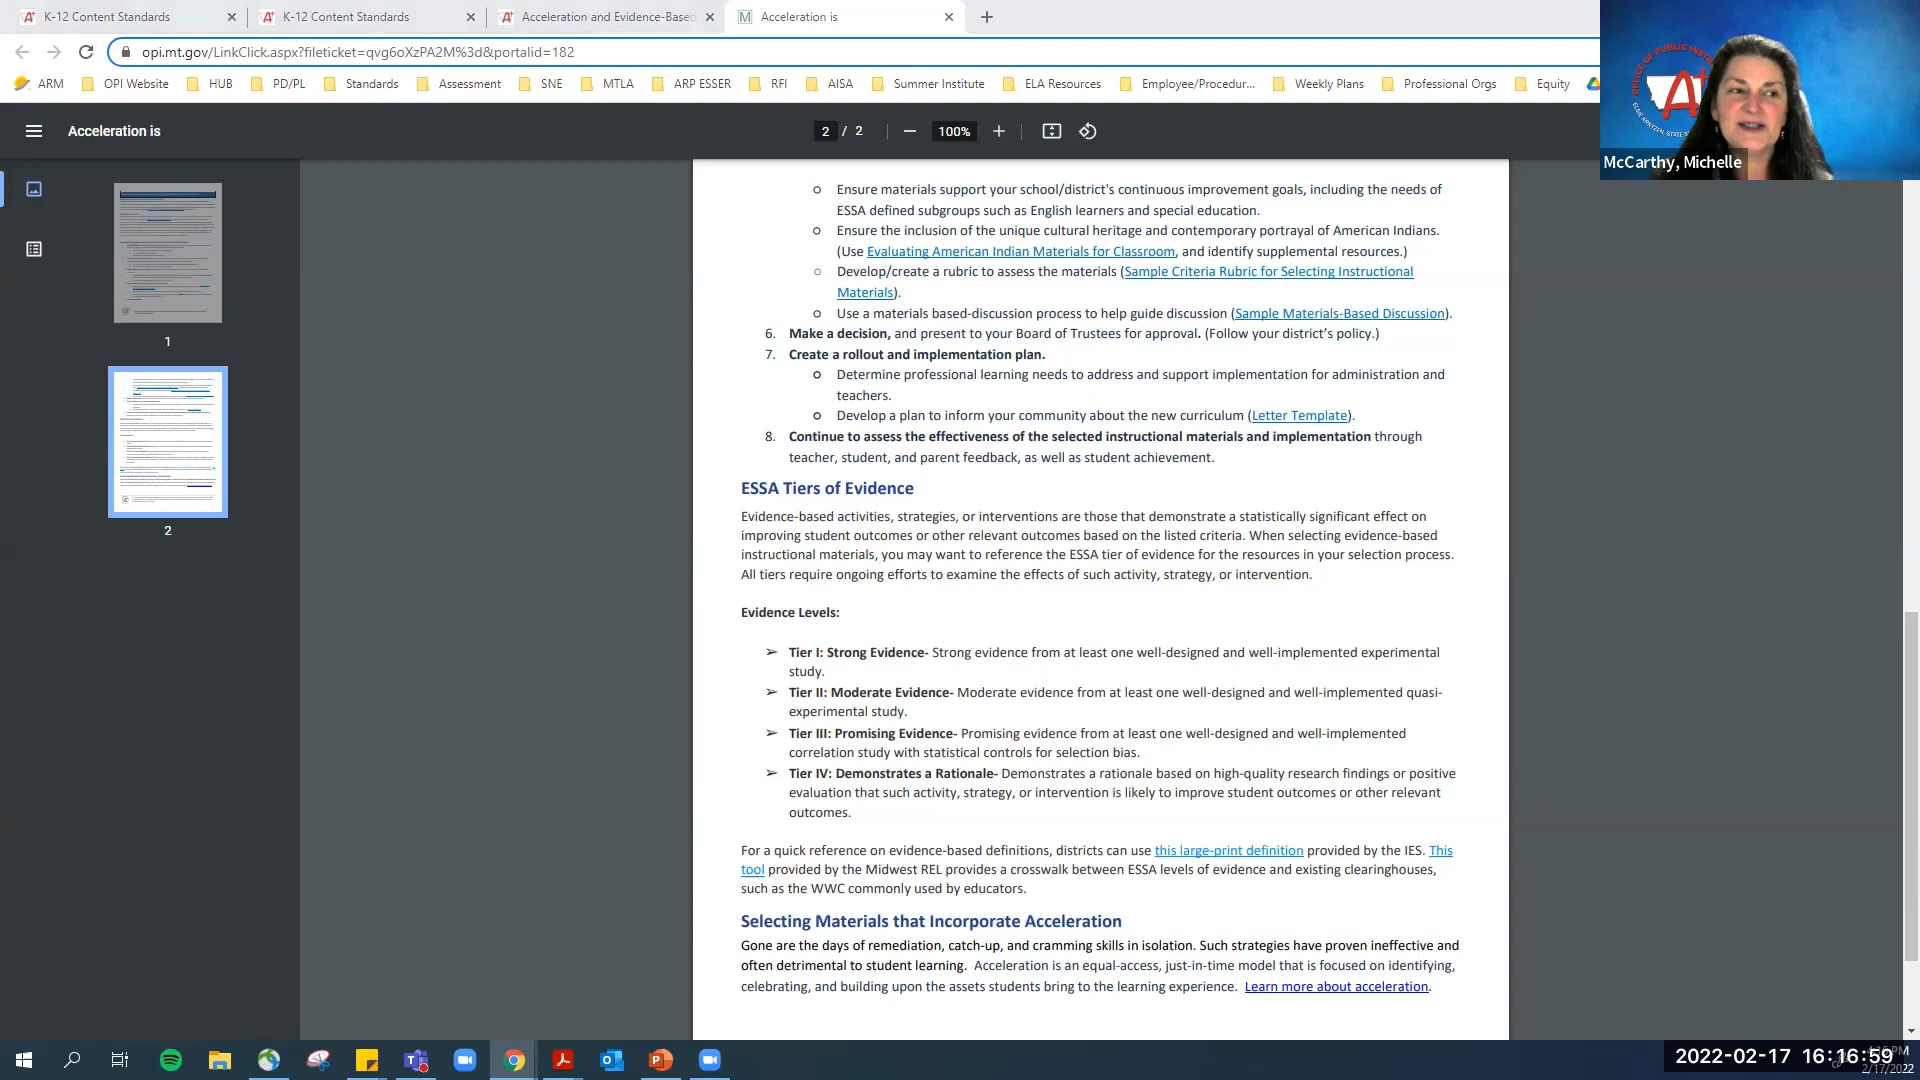 K-12 Content Standards
K-12 Content Standards
Acceleration and Evidence-Based
Acceleration is
opi.mt.gov/LinkClick.aspx?fileticket=qvg6oXzPA2M%3d&portalid=182
ARM OPI Website HUB PD/PL Standards Assessment SNE MTLA ARP ESSER RFI AISA Summer Institute ELA Resources Employee/Procedur... Weekly Plans Professional Orgs Equity
Acceleration is
2 / 2
100%
McCarthy, Michelle
1
2
o Ensure materials support your school/district's continuous improvement goals, including the needs of
ESSA defined subgroups such as English learners and special education.
o Ensure the inclusion of the unique cultural heritage and contemporary portrayal of American Indians.
(Use Evaluating American Indian Materials for Classroom, and identify supplemental resources.)
o Develop/create a rubric to assess the materials (Sample Criteria Rubric for Selecting Instructional
Materials).
o Use a materials based-discussion process to help guide discussion (Sample Materials-Based Discussion).
6. Make a decision, and present to your Board of Trustees for approval. (Follow your district's policy.)
7. Create a rollout and implementation plan.
o Determine professional learning needs to address and support implementation for administration and
teachers.
o Develop a plan to inform your community about the new curriculum (Letter Template).
8. Continue to assess the effectiveness of the selected instructional materials and implementation through
teacher, student, and parent feedback, as well as student achievement.
ESSA Tiers of Evidence
Evidence-based activities, strategies, or interventions are those that demonstrate a statistically significant effect on
improving student outcomes or other relevant outcomes based on the listed criteria. When selecting evidence-based
instructional materials, you may want to reference the ESSA tier of evidence for the resources in your selection process.
All tiers require ongoing efforts to examine the effects of such activity, strategy, or intervention.
Evidence Levels:
➢ Tier I: Strong Evidence- Strong evidence from at least one well-designed and well-implemented experimental
study.
➢ Tier II: Moderate Evidence- Moderate evidence from at least one well-designed and well-implemented quasi-
experimental study.
➢ Tier III: Promising Evidence- Promising evidence from at least one well-designed and well-implemented
correlation study with statistical controls for selection bias.
➢ Tier IV: Demonstrates a Rationale- Demonstrates a rationale based on high-quality research findings or positive
evaluation that such activity, strategy, or intervention is likely to improve student outcomes or other relevant
outcomes.
For a quick reference on evidence-based definitions, districts can use this large-print definition provided by the IES. This
tool provided by the Midwest REL provides a crosswalk between ESSA levels of evidence and existing clearinghouses,
such as the WWC commonly used by educators.
Selecting Materials that Incorporate Acceleration
Gone are the days of remediation, catch-up, and cramming skills in isolation. Such strategies have proven ineffective and
often detrimental to student learning. Acceleration is an equal-access, just-in-time model that is focused on identifying,
celebrating, and building upon the assets students bring to the learning experience. Learn more about acceleration.
2022-02-17 16:16:59
2/17/2022